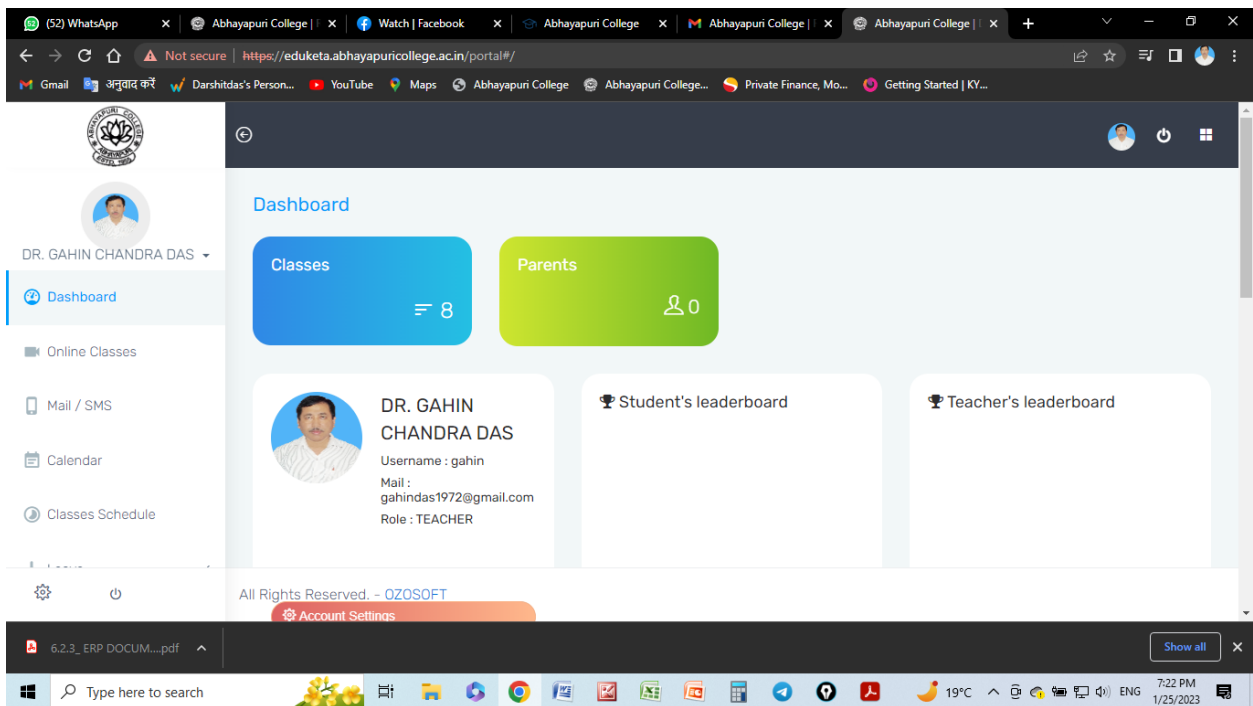 (52) WhatsApp
Abhayapuri College |
Watch | Facebook
Abhayapuri College
Abhayapuri College |
Abhayapuri College |
Not secure | https://eduketa.abhayapuricollege.ac.in/portal#/
Gmail
अनुवाद करें
Darshitdas's Person...
YouTube
Maps
Abhayapuri College
Abhayapuri College...
Private Finance, Mo...
Getting Started | KY...
DR. GAHIN CHANDRA DAS
Dashboard
Online Classes
Mail / SMS
Calendar
Classes Schedule
Dashboard
Classes
8
Parents
0
DR. GAHIN
CHANDRA DAS
Username : gahin
Mail :
gahindas1972@gmail.com
Role : TEACHER
Student's leaderboard
Teacher's leaderboard
All Rights Reserved. - OZOSOFT
Account Settings
6.2.3_ ERP DOCUM....pdf
Show all
Type here to search
19°C
ENG
7:22 PM
1/25/2023